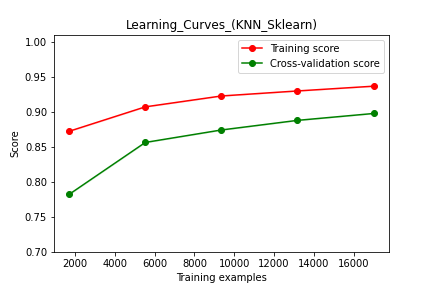 Learning_Curves_(KNN_Sklearn)
1.00
0.95
0.90
0.85
0.80
0.75
0.70
Score
Training score
Cross-validation score
2000 4000 6000 8000 10000 12000 14000 16000
Training examples